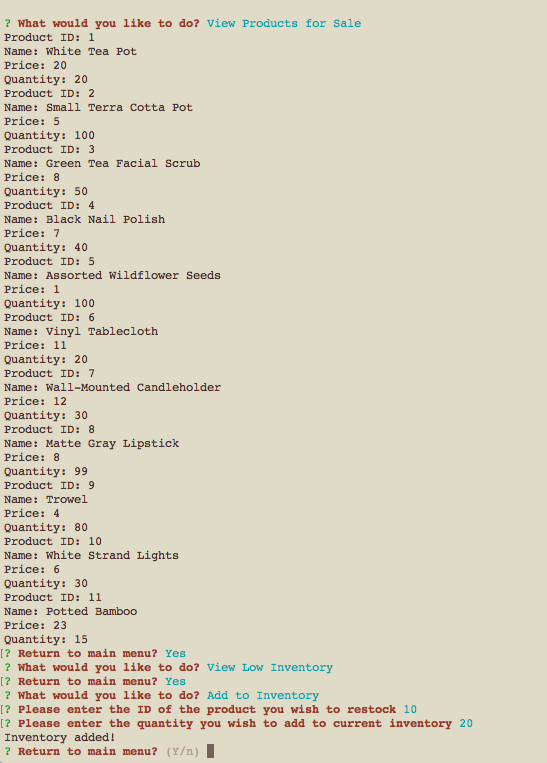 ? What would you like to do? View Products for Sale
Product ID: 1
Name: White Tea Pot
Price: 20
Quantity: 20
Product ID: 2
Name: Small Terra Cotta Pot
Price: 5
Quantity: 100
Product ID: 3
Name: Green Tea Facial Scrub
Price: 8
Quantity: 50
Product ID: 4
Name: Black Nail Polish
Price: 7
Quantity: 40
Product ID: 5
Name: Assorted Wildflower Seeds
Price: 1
Quantity: 100
Product ID: 6
Name: Vinyl Tablecloth
Price: 11
Quantity: 20
Product ID: 7
Name: Wall-Mounted Candleholder
Price: 12
Quantity: 30
Product ID: 8
Name: Matte Gray Lipstick
Price: 8
Quantity: 99
Product ID: 9
Name: Trowel
Price: 4
Quantity: 80
Product ID: 10
Name: White Strand Lights
Price: 6
Quantity: 30
Product ID: 11
Name: Potted Bamboo
Price: 23
Quantity: 15
[? Return to main menu? Yes
? What would you like to do? View Low Inventory
[? Return to main menu? Yes
? What would you like to do? Add to Inventory
[? Please enter the ID of the product you wish to restock 10
[? Please enter the quantity you wish to add to current inventory 20
Inventory added!
? Return to main menu? (Y/n)